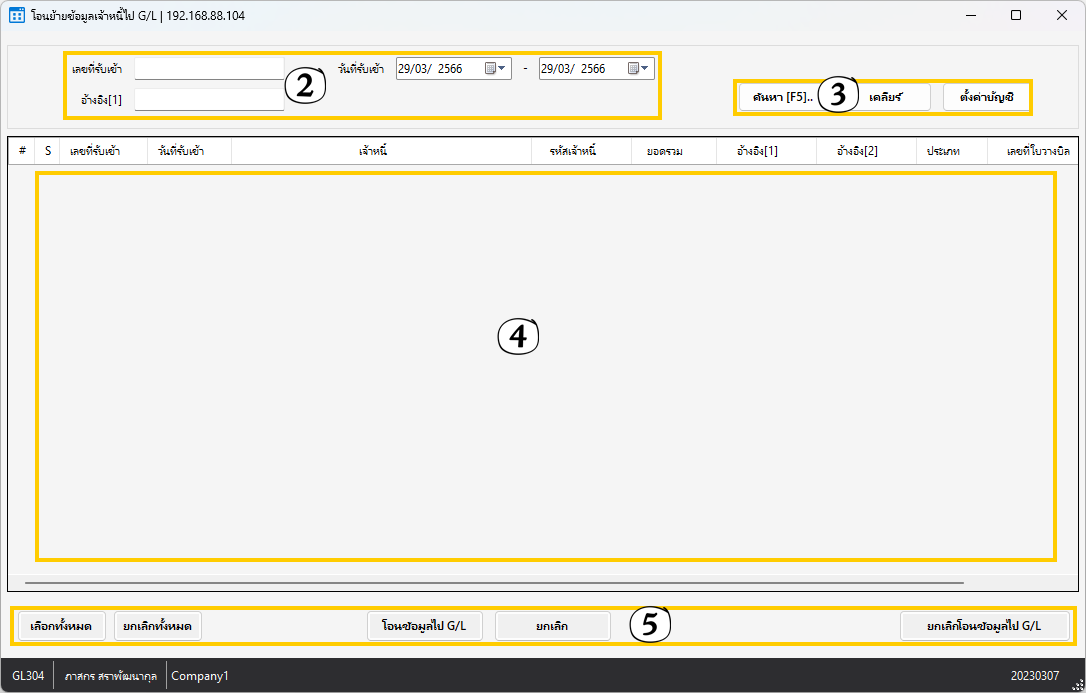 โอนย้ายข้อมูลเจ้าหนี้ไป G/L | 192.168.88.104
เลขที่รับเข้า วันที่รับเข้า 29/03/ 2566 - 29/03/ 2566
2
อ้างอิง[1]
ค้นหา [F5].. 3 เคลียร์ ตั้งค่าบัญชี
# S เลขที่รับเข้า วันที่รับเข้า เจ้าหนี้ รหัสเจ้าหนี้ ยอดรวม อ้างอิง[1] อ้างอิง[2] ประเภท เลขที่ใบวางบิล
4
เลือกทั้งหมด ยกเลิกทั้งหมด โอนข้อมูลไป G/L ยกเลิก 5 ยกเลิกโอนข้อมูลไป G/L
GL304 ภาสกร สราพัฒนากุล Company1 20230307